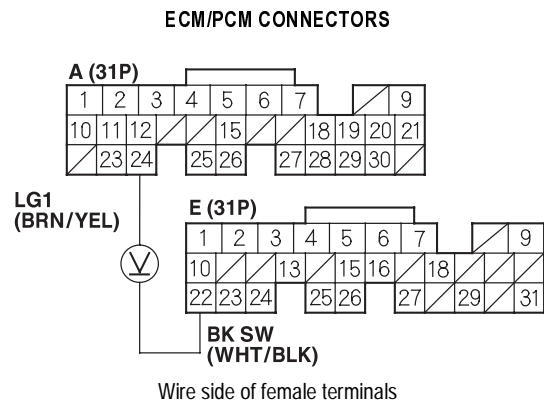 ECM/PCM CONNECTORS
A (31P)
1 2 3 4 5 6 7 9
10 11 12 15 18 19 20 21
23 24 25 26 27 28 29 30
LG1
(BRN/YEL)
E (31P)
1 2 3 4 5 6 7 9
10 13 15 16 18
22 23 24 25 26 27 29 31
V
BK SW
(WHT/BLK)
Wire side of female terminals